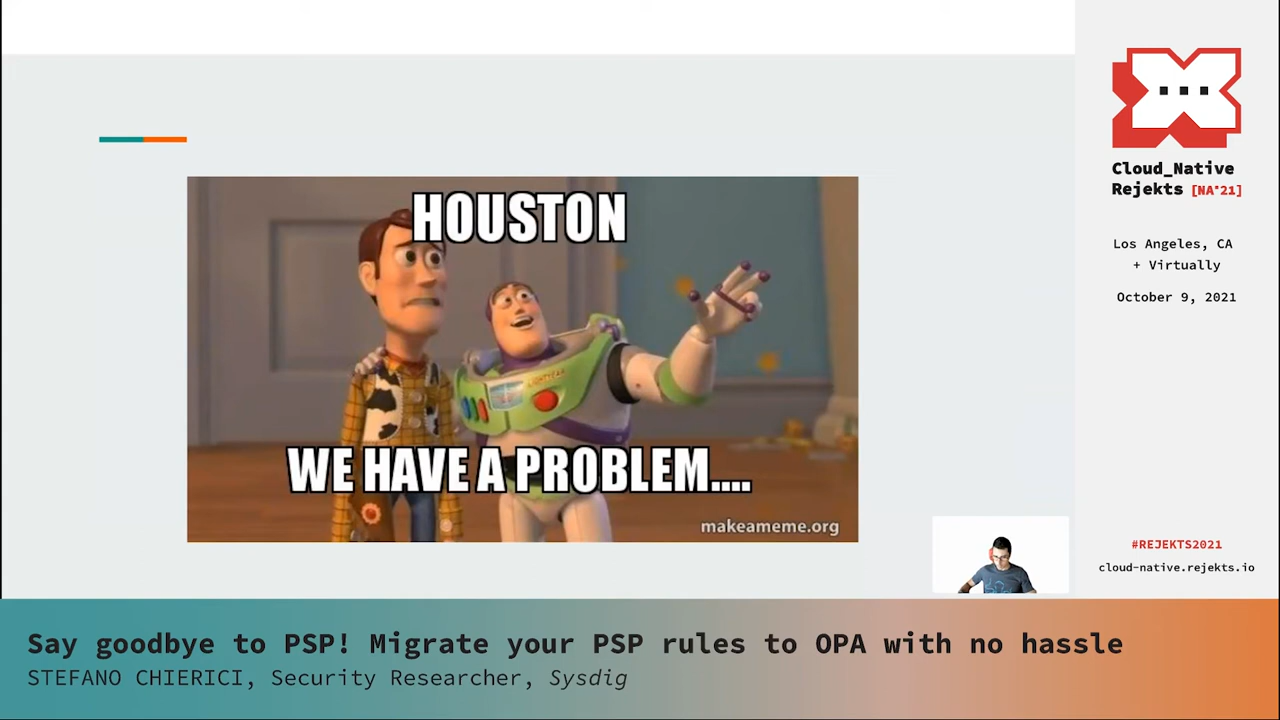 HOUSTON
WE HAVE A PROBLEM....
makeameme.org
LIGHTYEAR
Cloud_Native
Rejekts [NA'21]
Los Angeles, CA
+ Virtually
October 9, 2021
#REJEKTS2021
cloud-native.rejekts.io
Say goodbye to PSP! Migrate your PSP rules to OPA with no hassle
STEFANO CHIERICI, Security Researcher, Sysdig